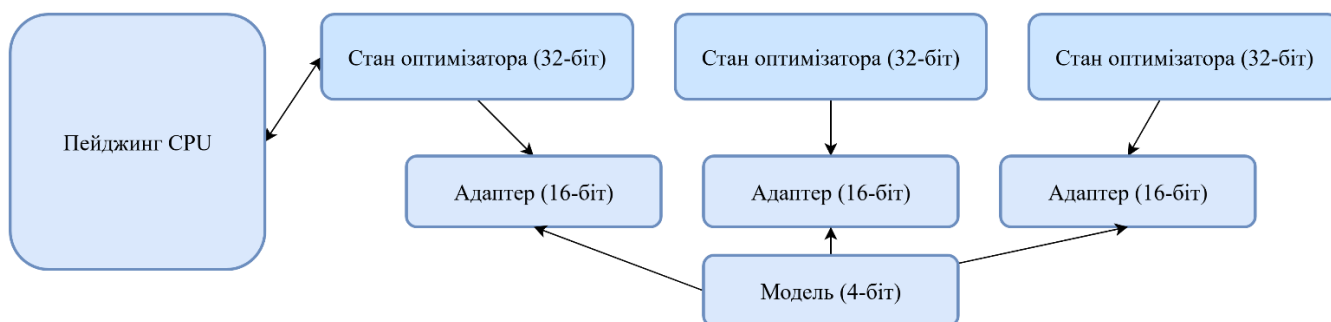 Стан оптимізатора (32-біт)
Стан оптимізатора (32-біт)
Стан оптимізатора (32-біт)
Пейджинг CPU
Адаптер (16-біт)
Адаптер (16-біт)
Адаптер (16-біт)
Модель (4-біт)